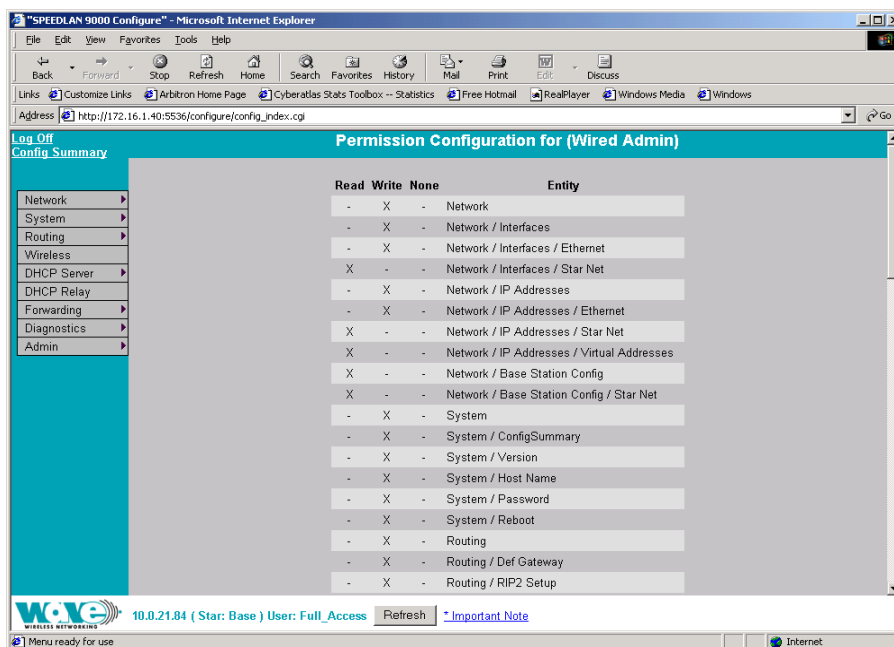 "SPEEDLAN 9000 Configure" - Microsoft Internet Explorer
File Edit View Favorites Tools Help
Back Forward Stop Refresh Home Search Favorites History Mail Print Edit Discuss
Links Customize Links Arbitron Home Page Cyberatlas Stats Toolbox -- Statistics Free Hotmail RealPlayer Windows Media Windows
Address http://172.16.1.40:5536/configure/config_index.cgi Go
Log Off
Config Summary
Permission Configuration for (Wired Admin)
Network
System
Routing
Wireless
DHCP Server
DHCP Relay
Forwarding
Diagnostics
Admin
Read Write None Entity
- X - Network
- X - Network / Interfaces
- X - Network / Interfaces / Ethernet
X - - Network / Interfaces / Star Net
- X - Network / IP Addresses
- X - Network / IP Addresses / Ethernet
X - - Network / IP Addresses / Star Net
X - - Network / IP Addresses / Virtual Addresses
X - - Network / Base Station Config
X - - Network / Base Station Config / Star Net
- X - System
- X - System / ConfigSummary
- X - System / Version
- X - System / Host Name
- X - System / Password
- X - System / Reboot
- X - Routing
- X - Routing / Def Gateway
- X - Routing / RIP2 Setup
WAVE
WIRELESS NETWORKING
10.0.21.84 ( Star: Base ) User: Full_Access Refresh * Important Note
Menu ready for use Internet